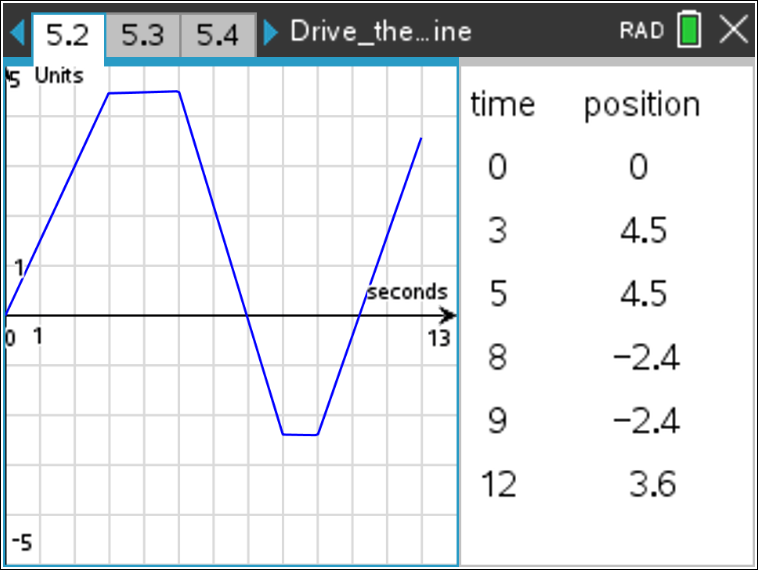 5.2 5.3 5.4 Drive_the...ine RAD
5 Units
1
seconds
0 1 13
-5
time position
0 0
3 4.5
5 4.5
8 −2.4
9 −2.4
12 3.6